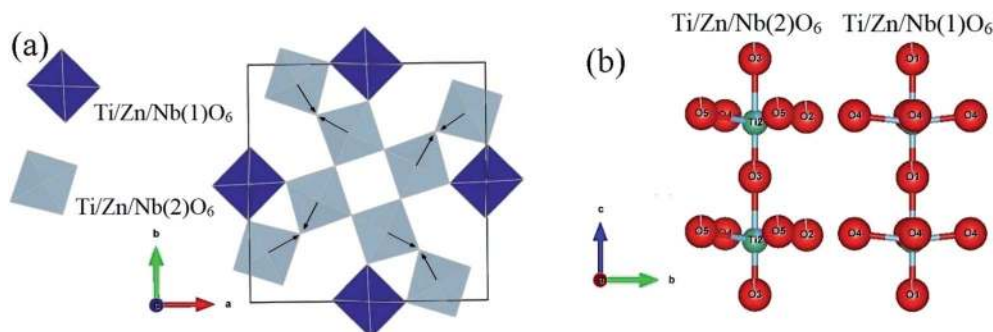 (a)
Ti/Zn/Nb(1)O₆
Ti/Zn/Nb(2)O₆
b
a
Ti/Zn/Nb(2)O₆ Ti/Zn/Nb(1)O₆
(b)
O3 O1
O5 O4 Ti2 O5 O2 O4 O4 O4
O3 O1
O5 O4 Ti2 O5 O2 O4 O4 O4
O3 O1
c
b